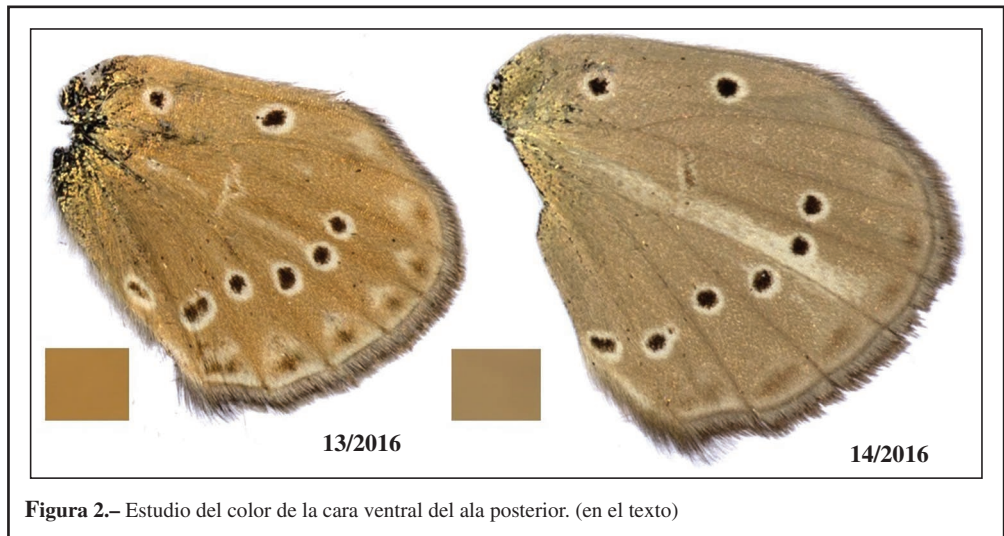 13/2016
14/2016
Figura 2.– Estudio del color de la cara ventral del ala posterior. (en el texto)